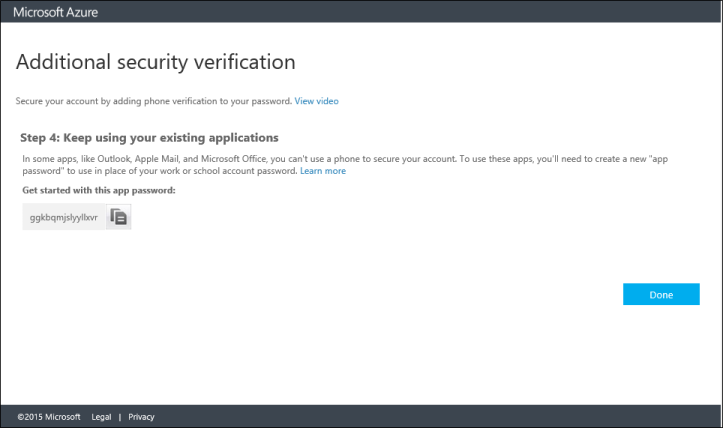 Microsoft Azure
Additional security verification
Secure your account by adding phone verification to your password. View video
Step 4: Keep using your existing applications
In some apps, like Outlook, Apple Mail, and Microsoft Office, you can't use a phone to secure your account. To use these apps, you'll need to create a new "app
password" to use in place of your work or school account password. Learn more
Get started with this app password:
ggkbqmjslyyllxvr
Done
©2015 Microsoft Legal | Privacy